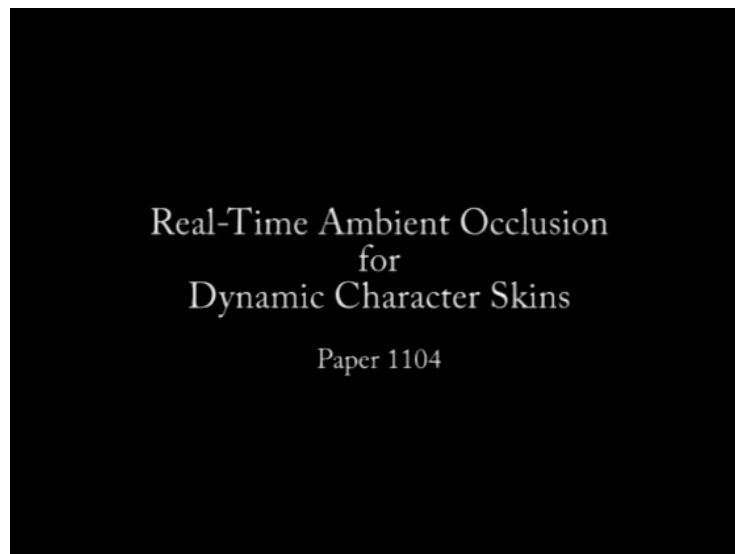 Real-Time Ambient Occlusion
for
Dynamic Character Skins
Paper 1104